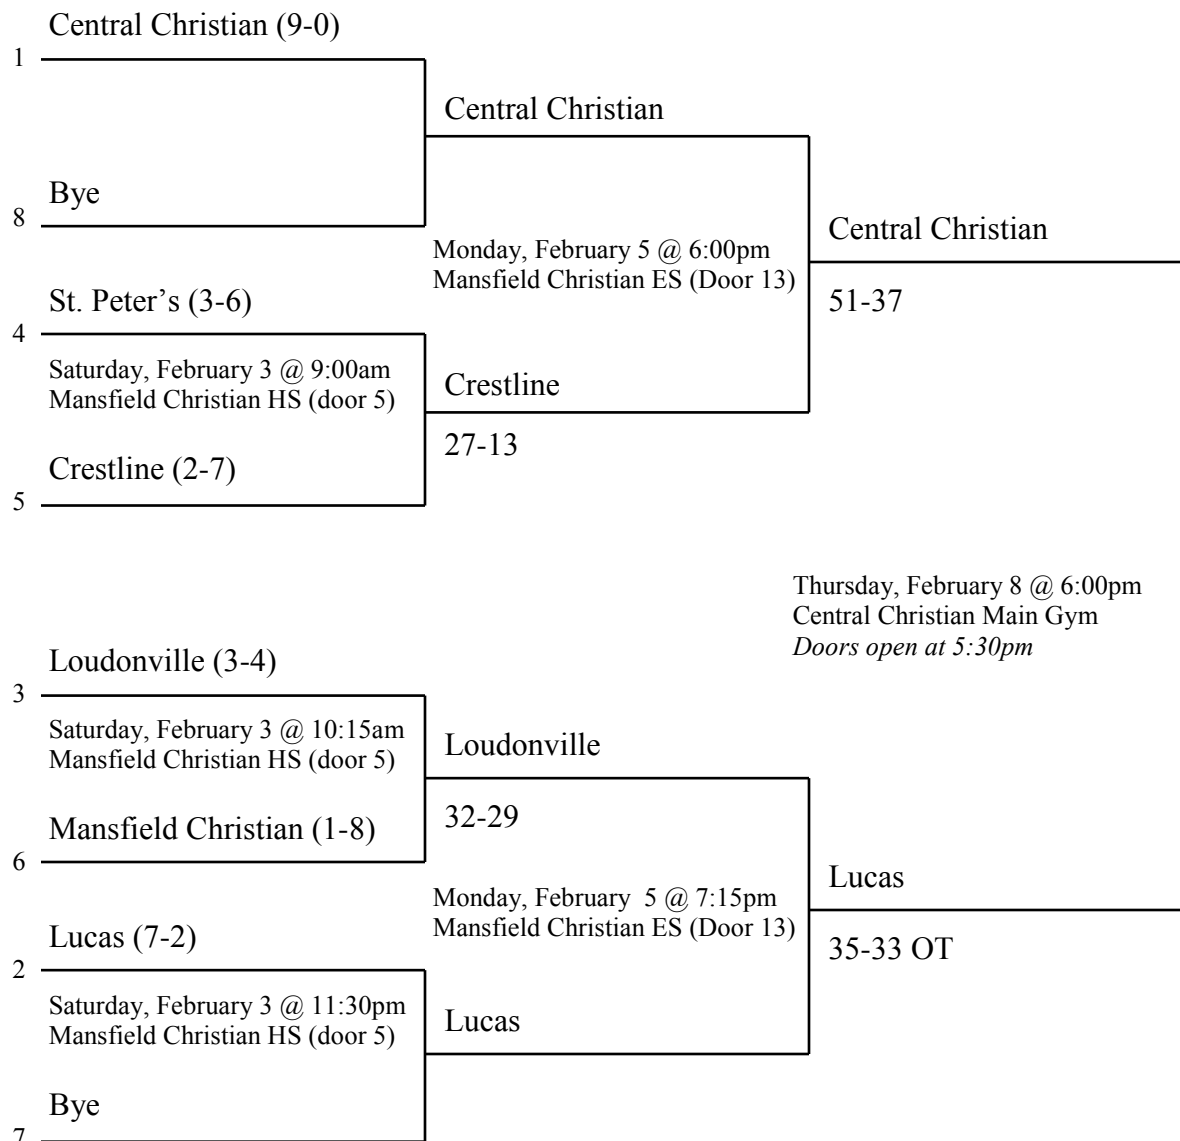 Central Christian (9-0)
1
Central Christian
Bye
8
Central Christian
Monday, February 5 @ 6:00pm
Mansfield Christian ES (Door 13)
51-37
St. Peter’s (3-6)
4
Saturday, February 3 @ 9:00am
Mansfield Christian HS (door 5)
Crestline
27-13
Crestline (2-7)
5
Thursday, February 8 @ 6:00pm
Central Christian Main Gym
Doors open at 5:30pm
Loudonville (3-4)
3
Saturday, February 3 @ 10:15am
Mansfield Christian HS (door 5)
Loudonville
32-29
Mansfield Christian (1-8)
6
Monday, February  5 @ 7:15pm
Mansfield Christian ES (Door 13)
Lucas
35-33 OT
Lucas (7-2)
2
Saturday, February 3 @ 11:30pm
Mansfield Christian HS (door 5)
Lucas
Bye
7